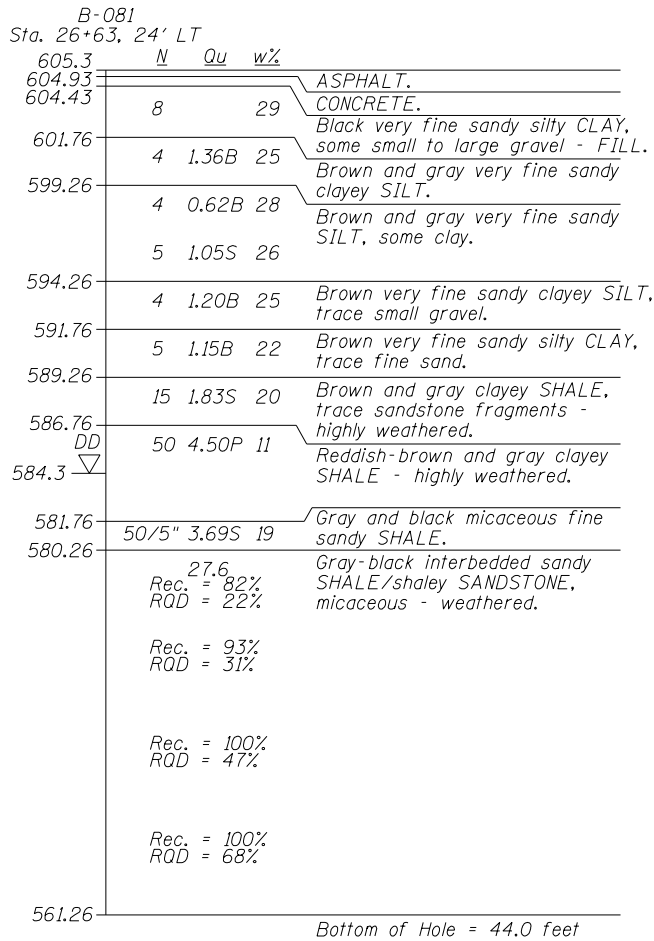 B-081
Sta. 26+63, 24' LT
605.3 N Qu w%
604.93 ASPHALT.
604.43 CONCRETE.
8 29
Black very fine sandy silty CLAY,
some small to large gravel - FILL.
601.76
4 1.36B 25
Brown and gray very fine sandy
clayey SILT.
599.26
4 0.62B 28
Brown and gray very fine sandy
SILT, some clay.
5 1.05S 26
594.26
4 1.20B 25
Brown very fine sandy clayey SILT,
trace small gravel.
591.76
5 1.15B 22
Brown very fine sandy silty CLAY,
trace fine sand.
589.26
15 1.83S 20
Brown and gray clayey SHALE,
trace sandstone fragments -
highly weathered.
586.76
DD
50 4.50P 11
Reddish-brown and gray clayey
SHALE - highly weathered.
584.3
581.76
50/5" 3.69S 19
Gray and black micaceous fine
sandy SHALE.
580.26
27.6
Rec. = 82%
RQD = 22%
Gray-black interbedded sandy
SHALE/shaley SANDSTONE,
micaceous - weathered.
Rec. = 93%
RQD = 31%
Rec. = 100%
RQD = 47%
Rec. = 100%
RQD = 68%
561.26
Bottom of Hole = 44.0 feet